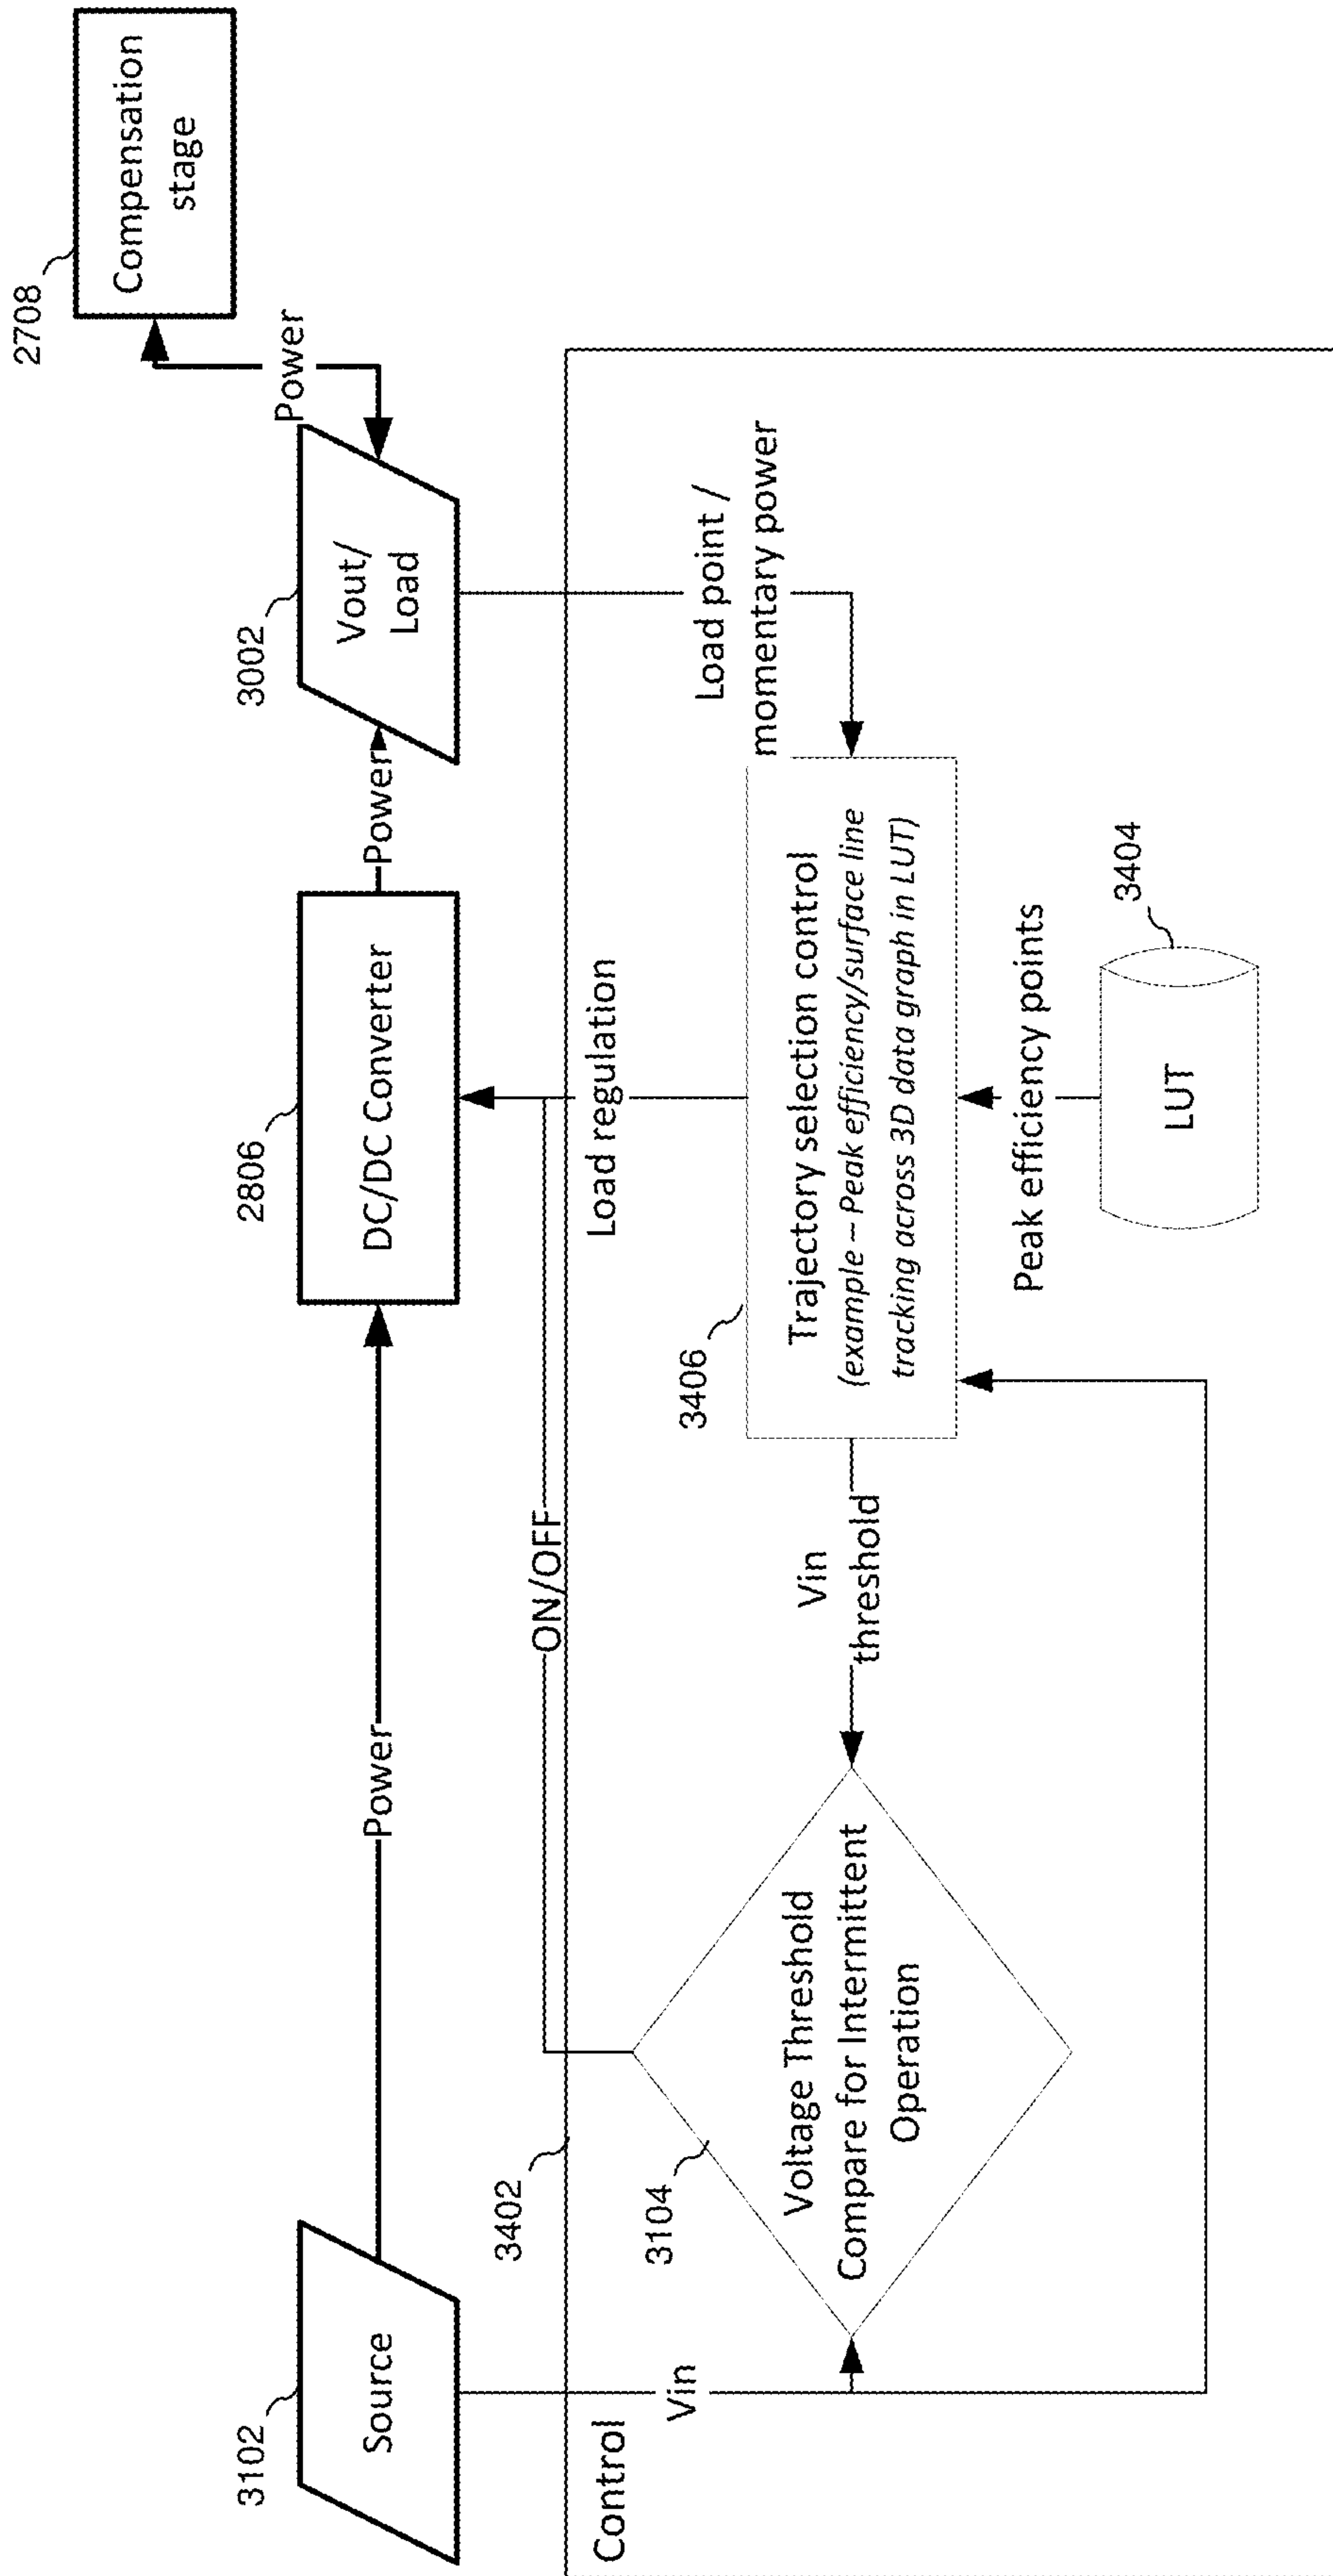 2708
Compensation
stage
Power
3002
Vout/
Load
Power
2806
DC/DC Converter
Power
3102
Source
ON/OFF
Load regulation
Load point /
momentary power
3402
Control
Vin
3104
Voltage Threshold
Compare for Intermittent
Operation
Vin
threshold
3406
Trajectory selection control
(example – Peak efficiency/surface line
tracking across 3D data graph in LUT)
Peak efficiency points
3404
LUT